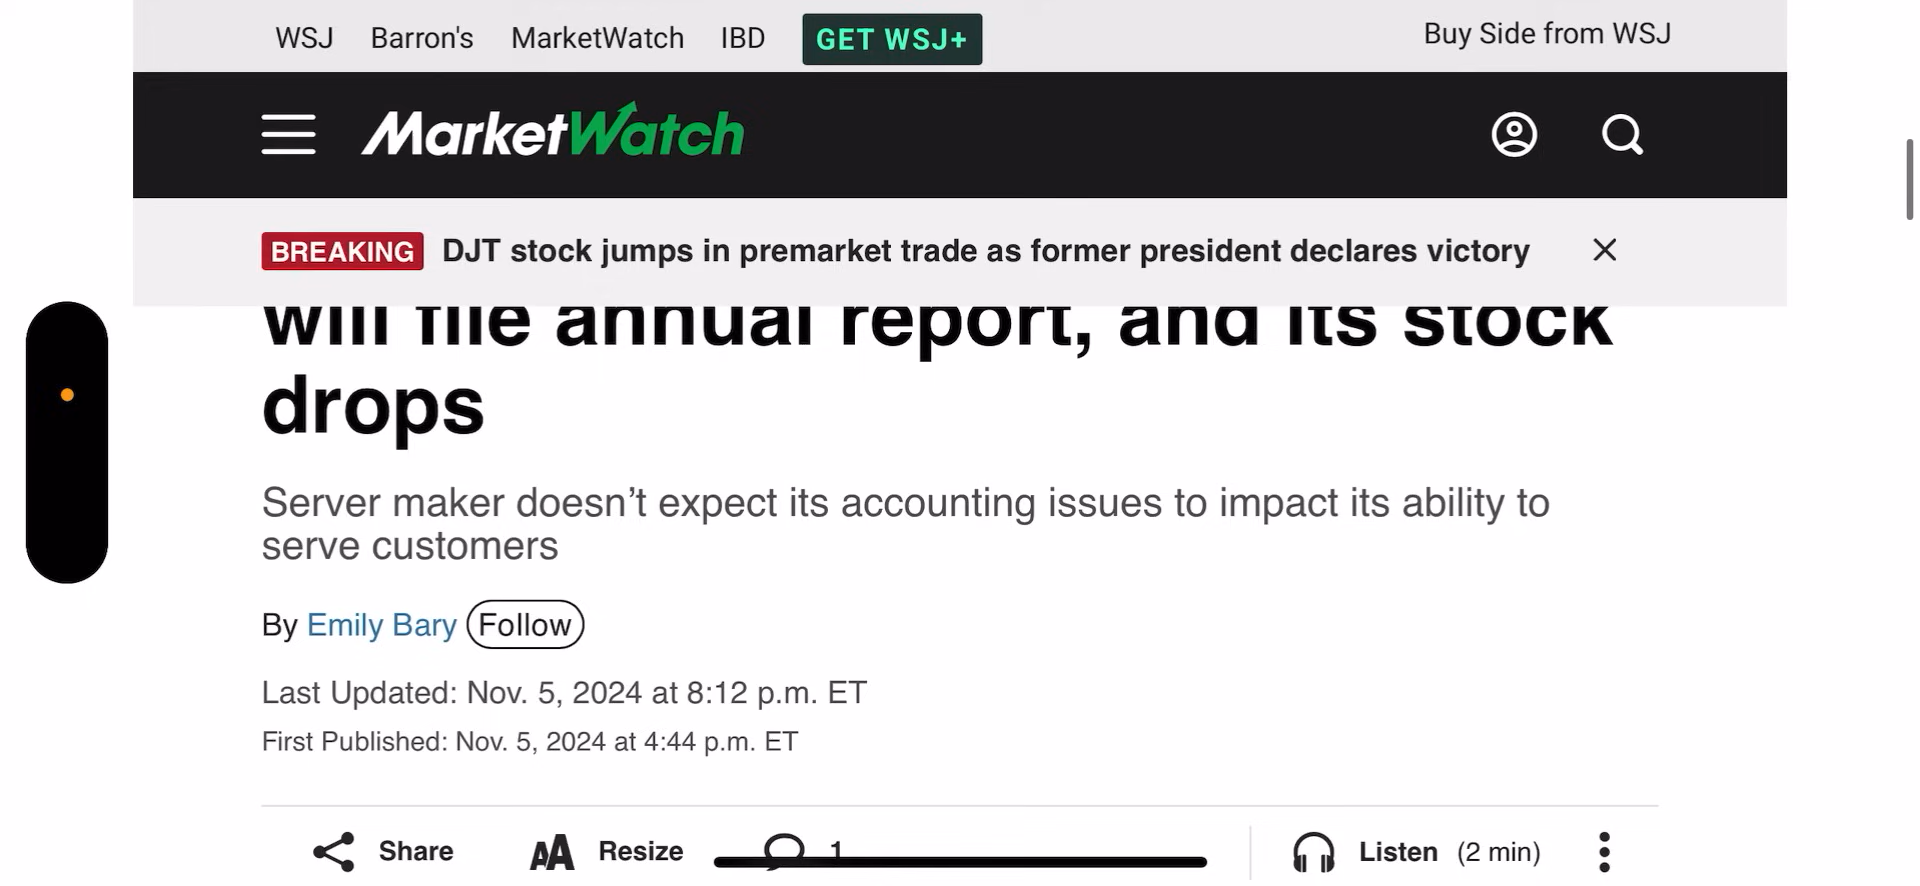 WSJ Barron's MarketWatch IBD GET WSJ+ Buy Side from WSJ
MarketWatch
BREAKING DJT stock jumps in premarket trade as former president declares victory
will file annual report, and its stock
drops
Server maker doesn’t expect its accounting issues to impact its ability to
serve customers
By Emily Bary Follow
Last Updated: Nov. 5, 2024 at 8:12 p.m. ET
First Published: Nov. 5, 2024 at 4:44 p.m. ET
Share AA Resize 1 Listen (2 min)